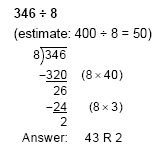 346 ÷ 8
(estimate: 400 ÷ 8 = 50)
8)346
−320 (8 × 40)
26
−24 (8 × 3)
2
Answer: 43 R 2